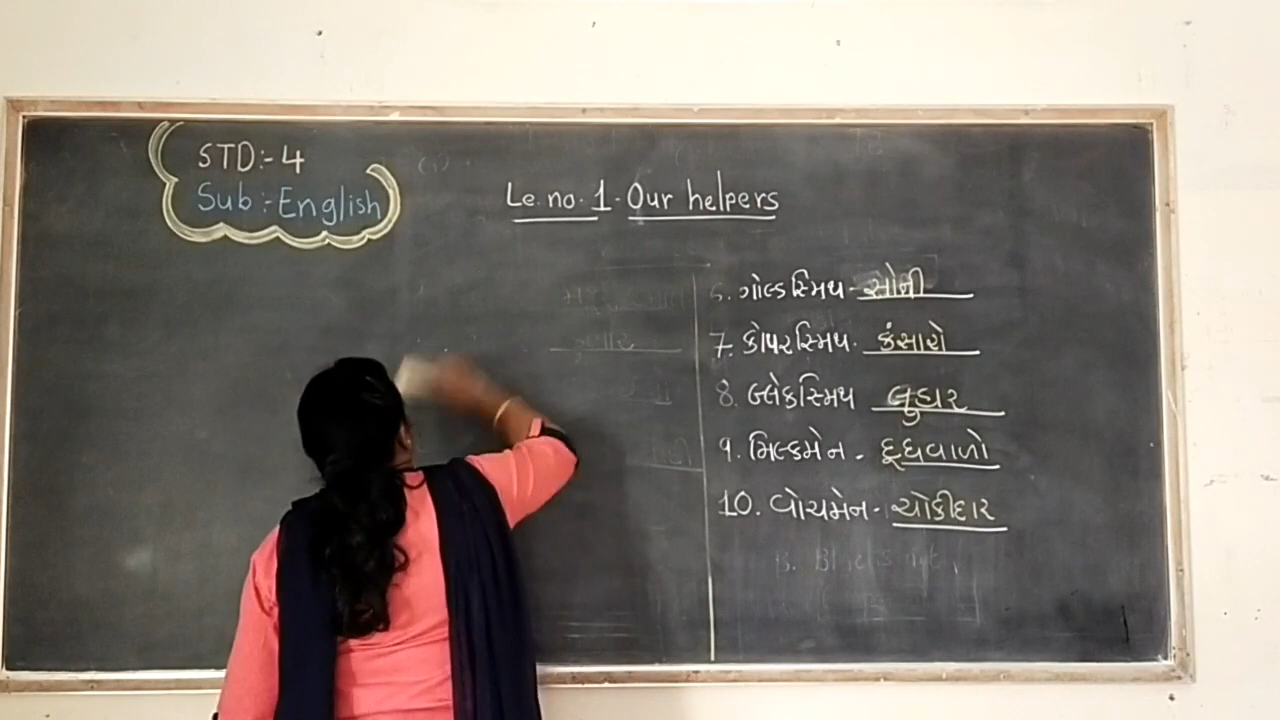 STD:- 4
Sub:- English
Le. no. 1. Our helpers
6. ગોલ્ડસ્મિથ - સોની
7. કોપરસ્મિથ. કંસારો
8. બ્લેકસ્મિથ લુહાર
9. મિલ્કમેન - દૂધવાળો
10. વોચમેન - ચોકીદાર